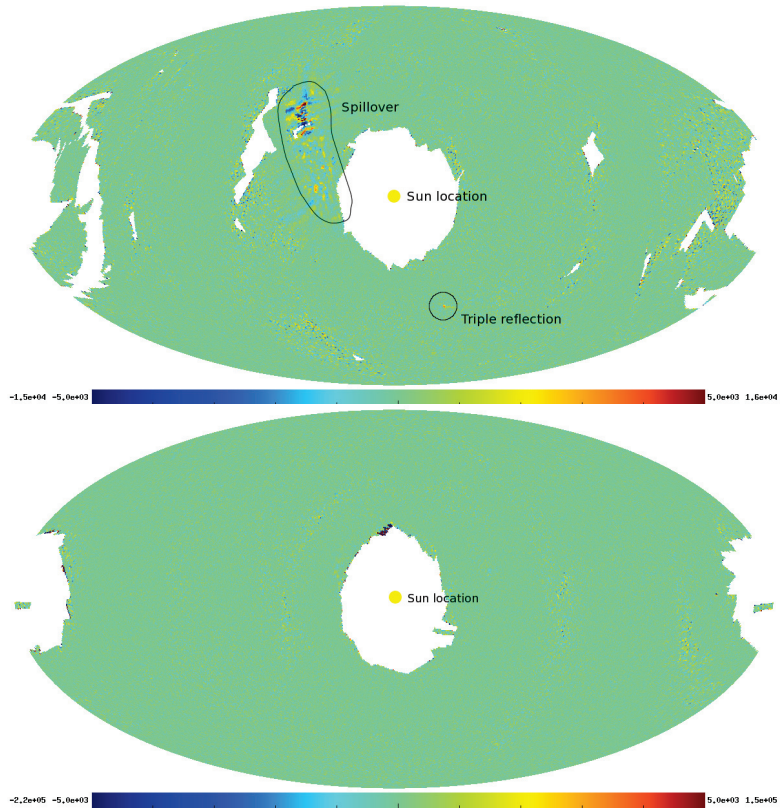 Spillover
Sun location
Triple reflection
-1.5e+04 -5.0e+03 5.0e+03 1.6e+04
Sun location
-2.2e+05 -5.0e+03 5.0e+03 1.5e+05